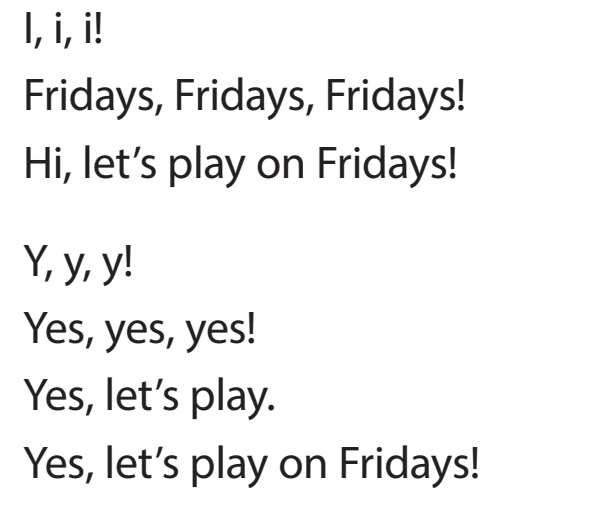 I, i, i!
Fridays, Fridays, Fridays!
Hi, let’s play on Fridays!
Y, y, y!
Yes, yes, yes!
Yes, let’s play.
Yes, let’s play on Fridays!